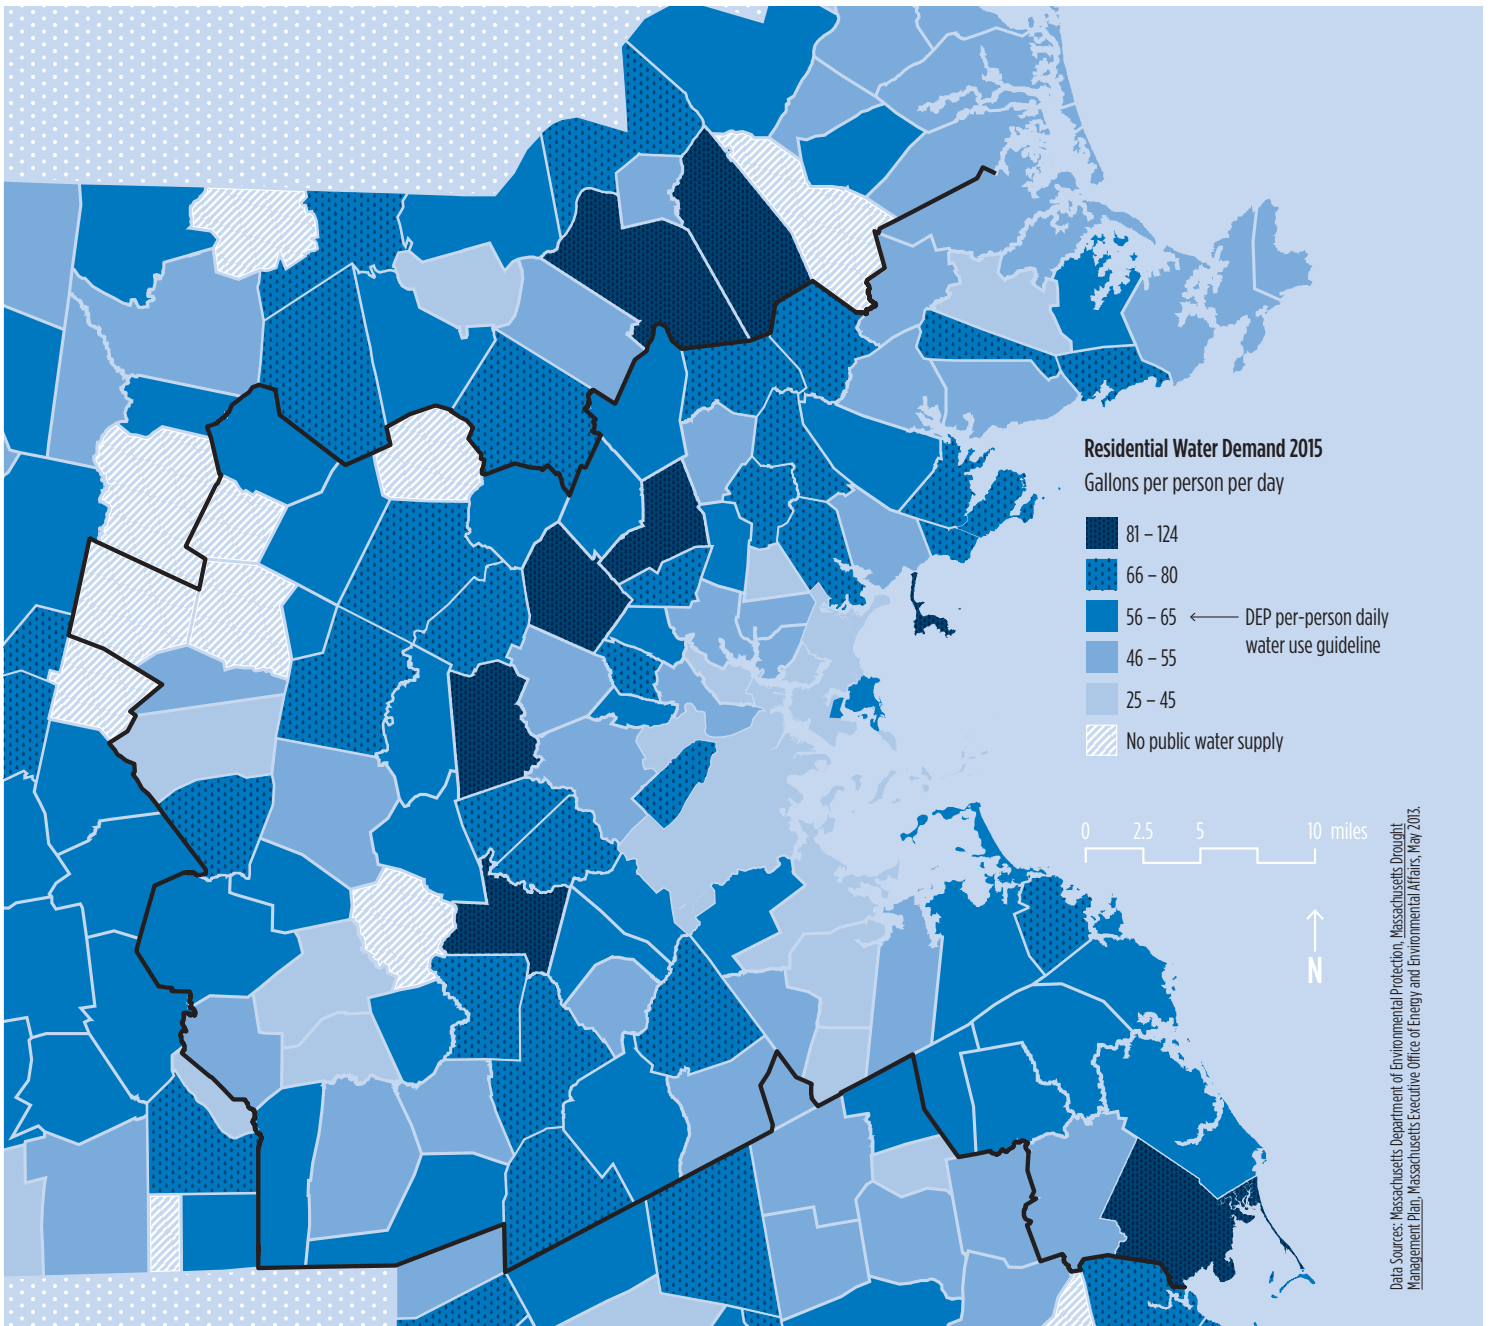 Residential Water Demand 2015
Gallons per person per day
81 – 124
66 – 80
56 – 65
DEP per-person daily
water use guideline
46 – 55
25 – 45
No public water supply
0 2.5 5 10 miles
N
Data Sources: Massachusetts Department of Environmental Protection, Massachusetts Drought
Management Plan, Massachusetts Executive Office of Energy and Environmental Affairs, May 2013.